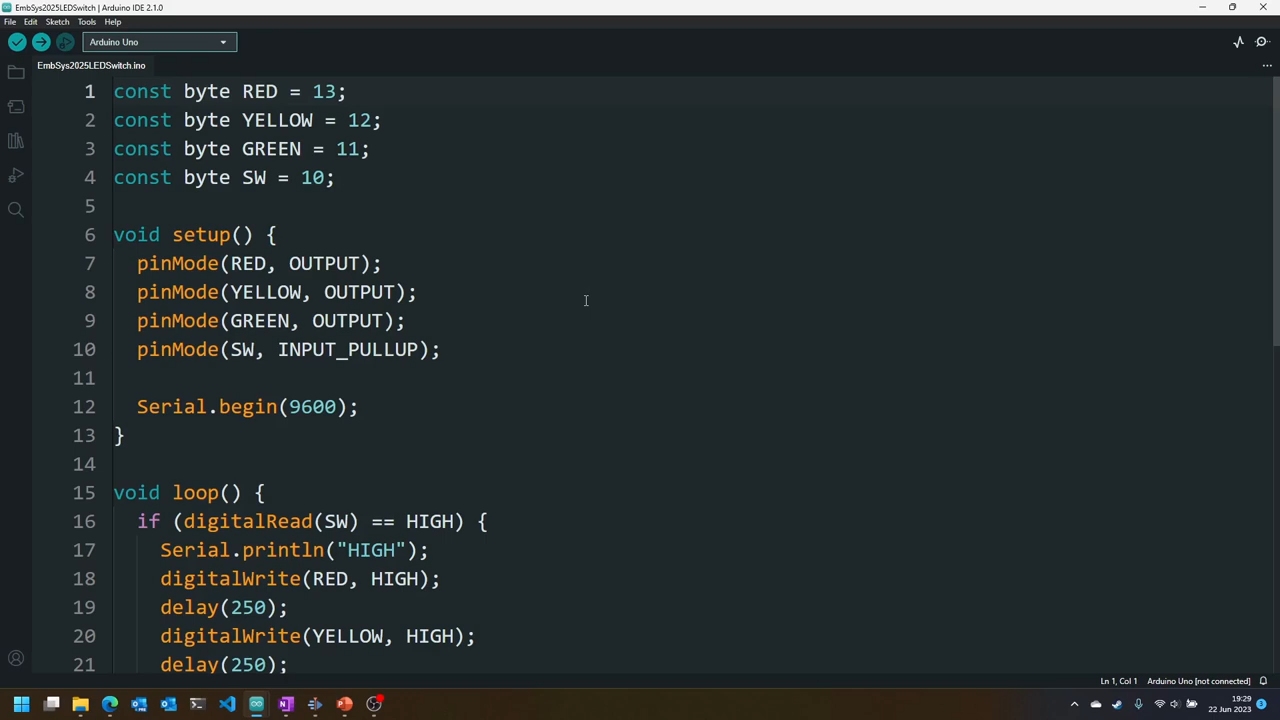 EmbSys2025LEDSwitch | Arduino IDE 2.1.0
File Edit Sketch Tools Help
Arduino Uno
EmbSys2025LEDSwitch.ino
1 const byte RED = 13;
2 const byte YELLOW = 12;
3 const byte GREEN = 11;
4 const byte SW = 10;
5
6 void setup() {
7 pinMode(RED, OUTPUT);
8 pinMode(YELLOW, OUTPUT);
9 pinMode(GREEN, OUTPUT);
10 pinMode(SW, INPUT_PULLUP);
11
12 Serial.begin(9600);
13 }
14
15 void loop() {
16 if (digitalRead(SW) == HIGH) {
17 Serial.println("HIGH");
18 digitalWrite(RED, HIGH);
19 delay(250);
20 digitalWrite(YELLOW, HIGH);
21 delay(250);
Ln 1, Col 1 Arduino Uno [not connected]
19:29
22 Jun 2023